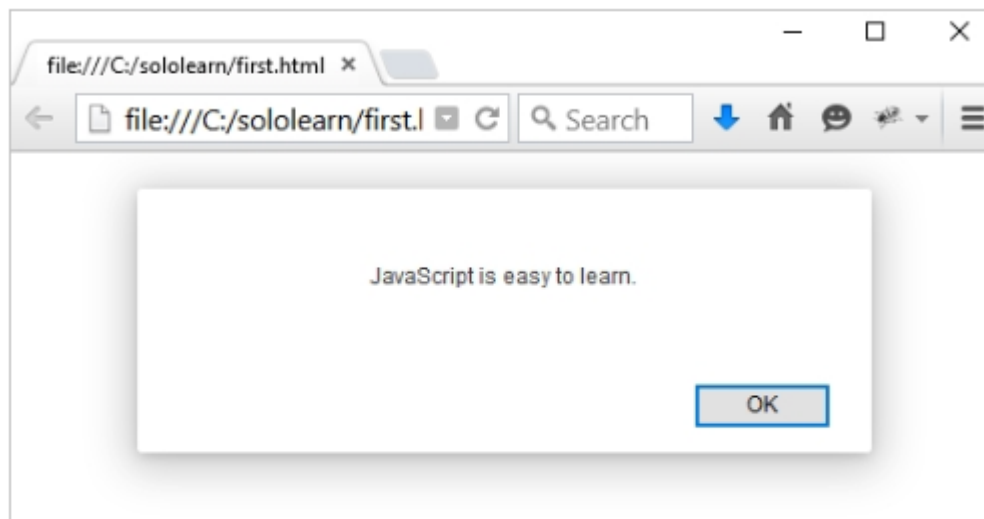 file:///C:/sololearn/first.html
file:///C:/sololearn/first.l
Search
JavaScript is easy to learn.
OK